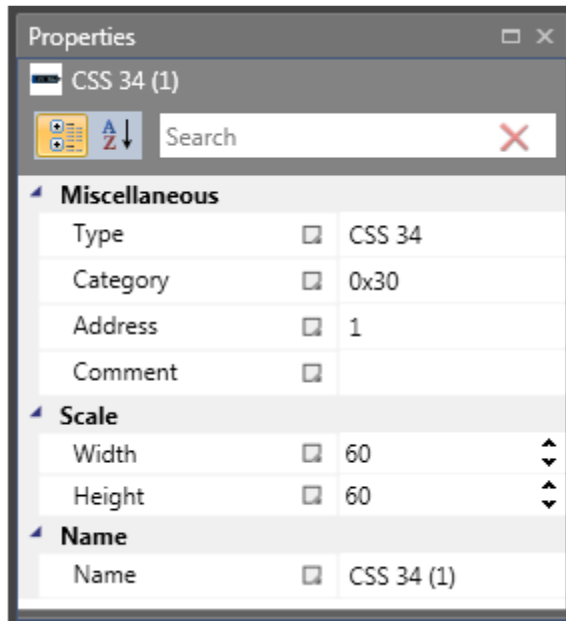 Properties
CSS 34 (1)
A Z Search
Miscellaneous
Type CSS 34
Category 0x30
Address 1
Comment
Scale
Width 60
Height 60
Name
Name CSS 34 (1)